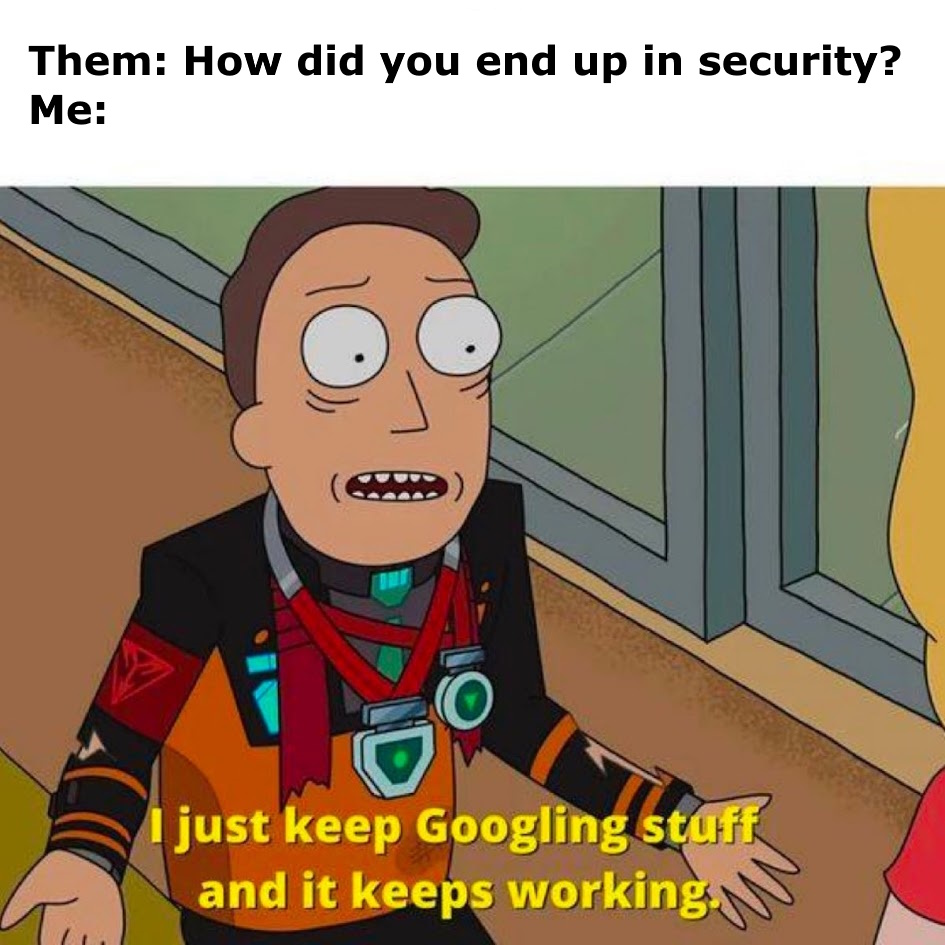 Them: How did you end up in security?
Me:
I just keep Googling stuff
and it keeps working.